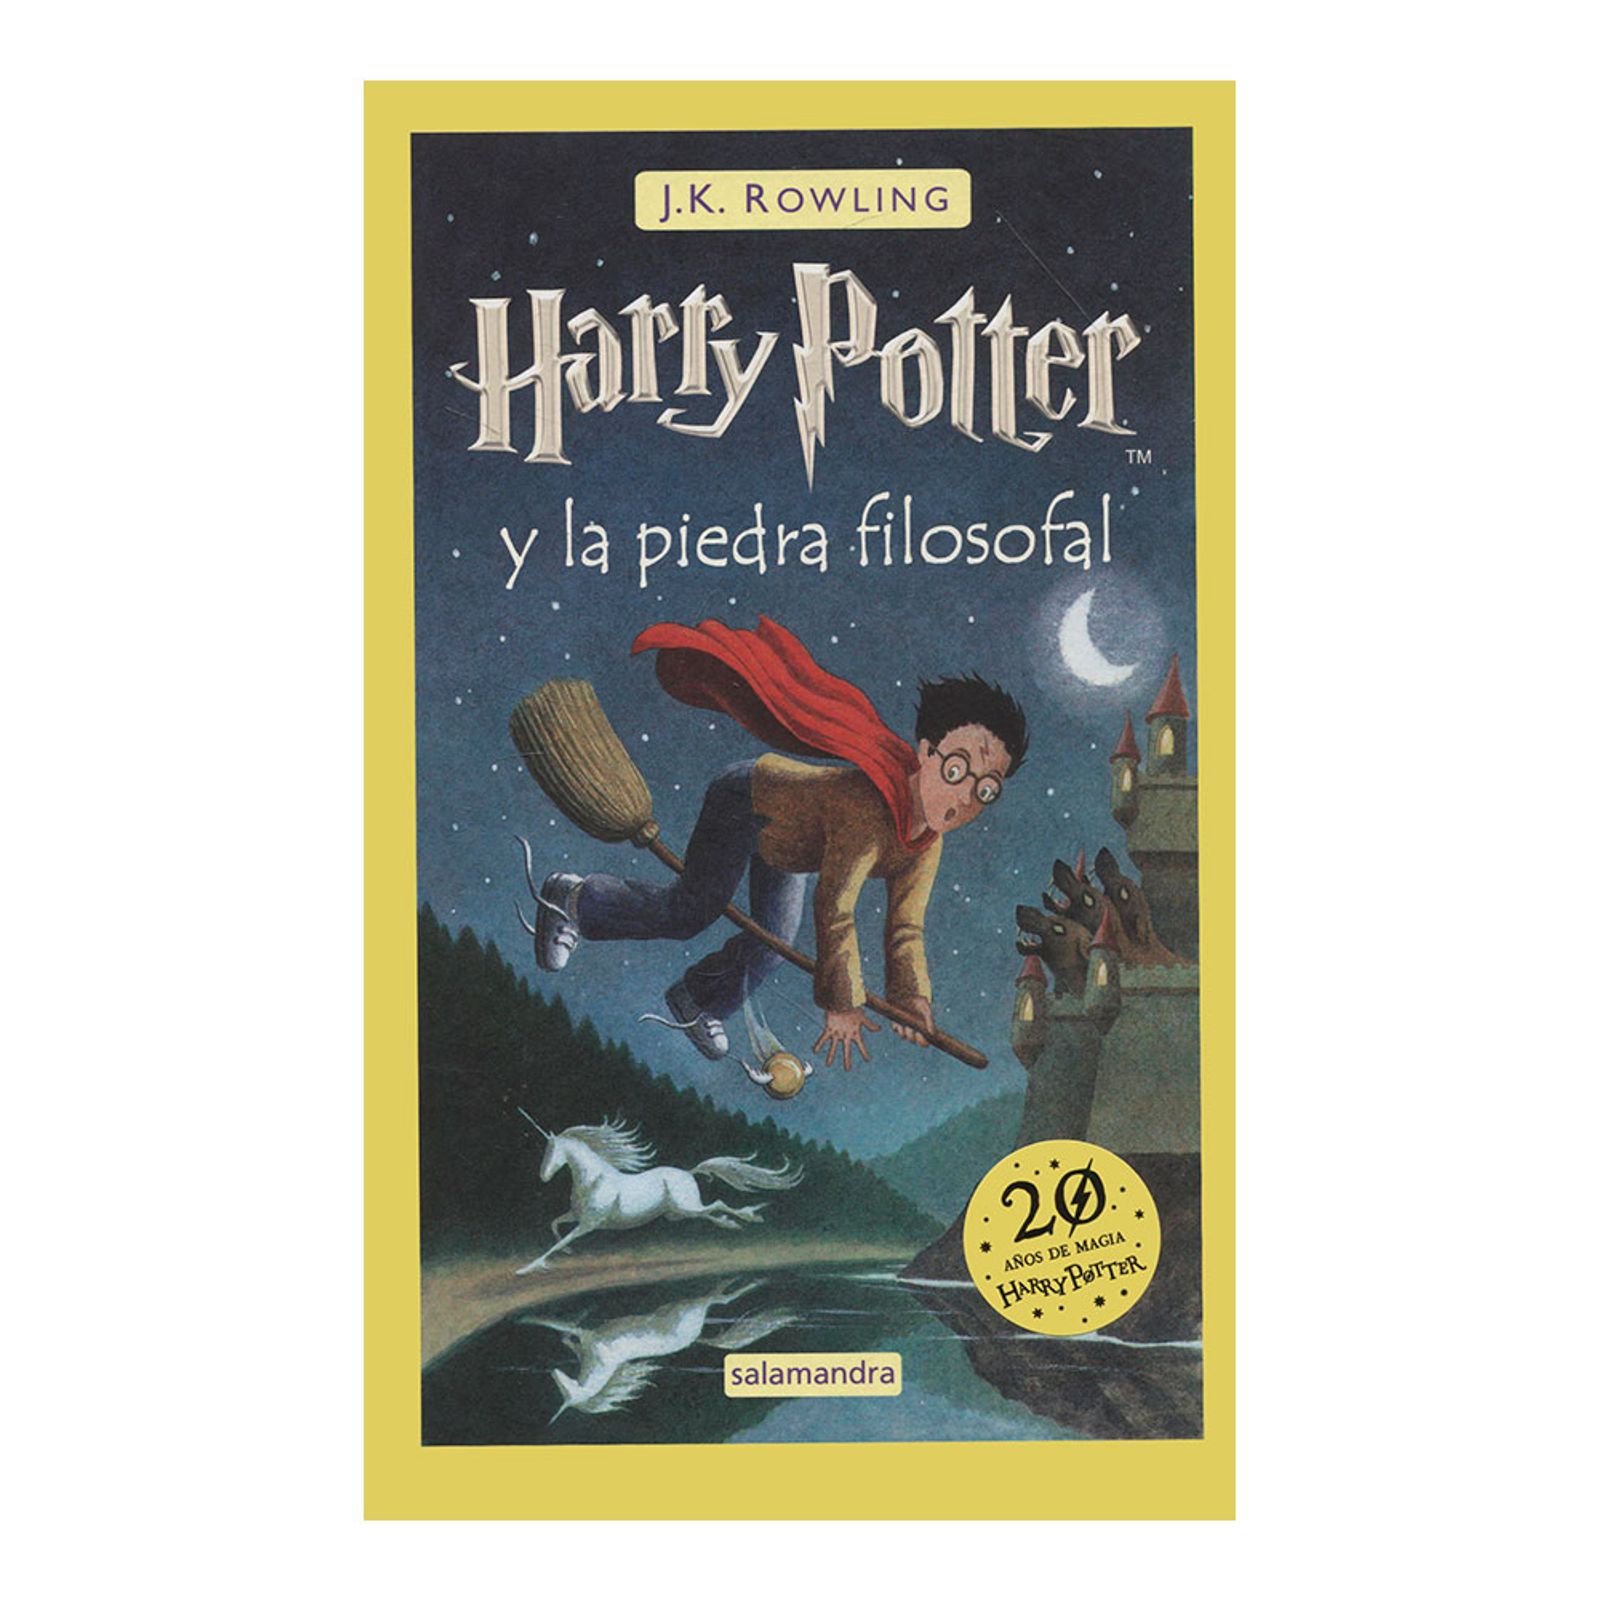 J.K. ROWLING
Harry Potter
TM
y la piedra filosofal
20
AÑOS DE MAGIA
HARRY POTTER
salamandra